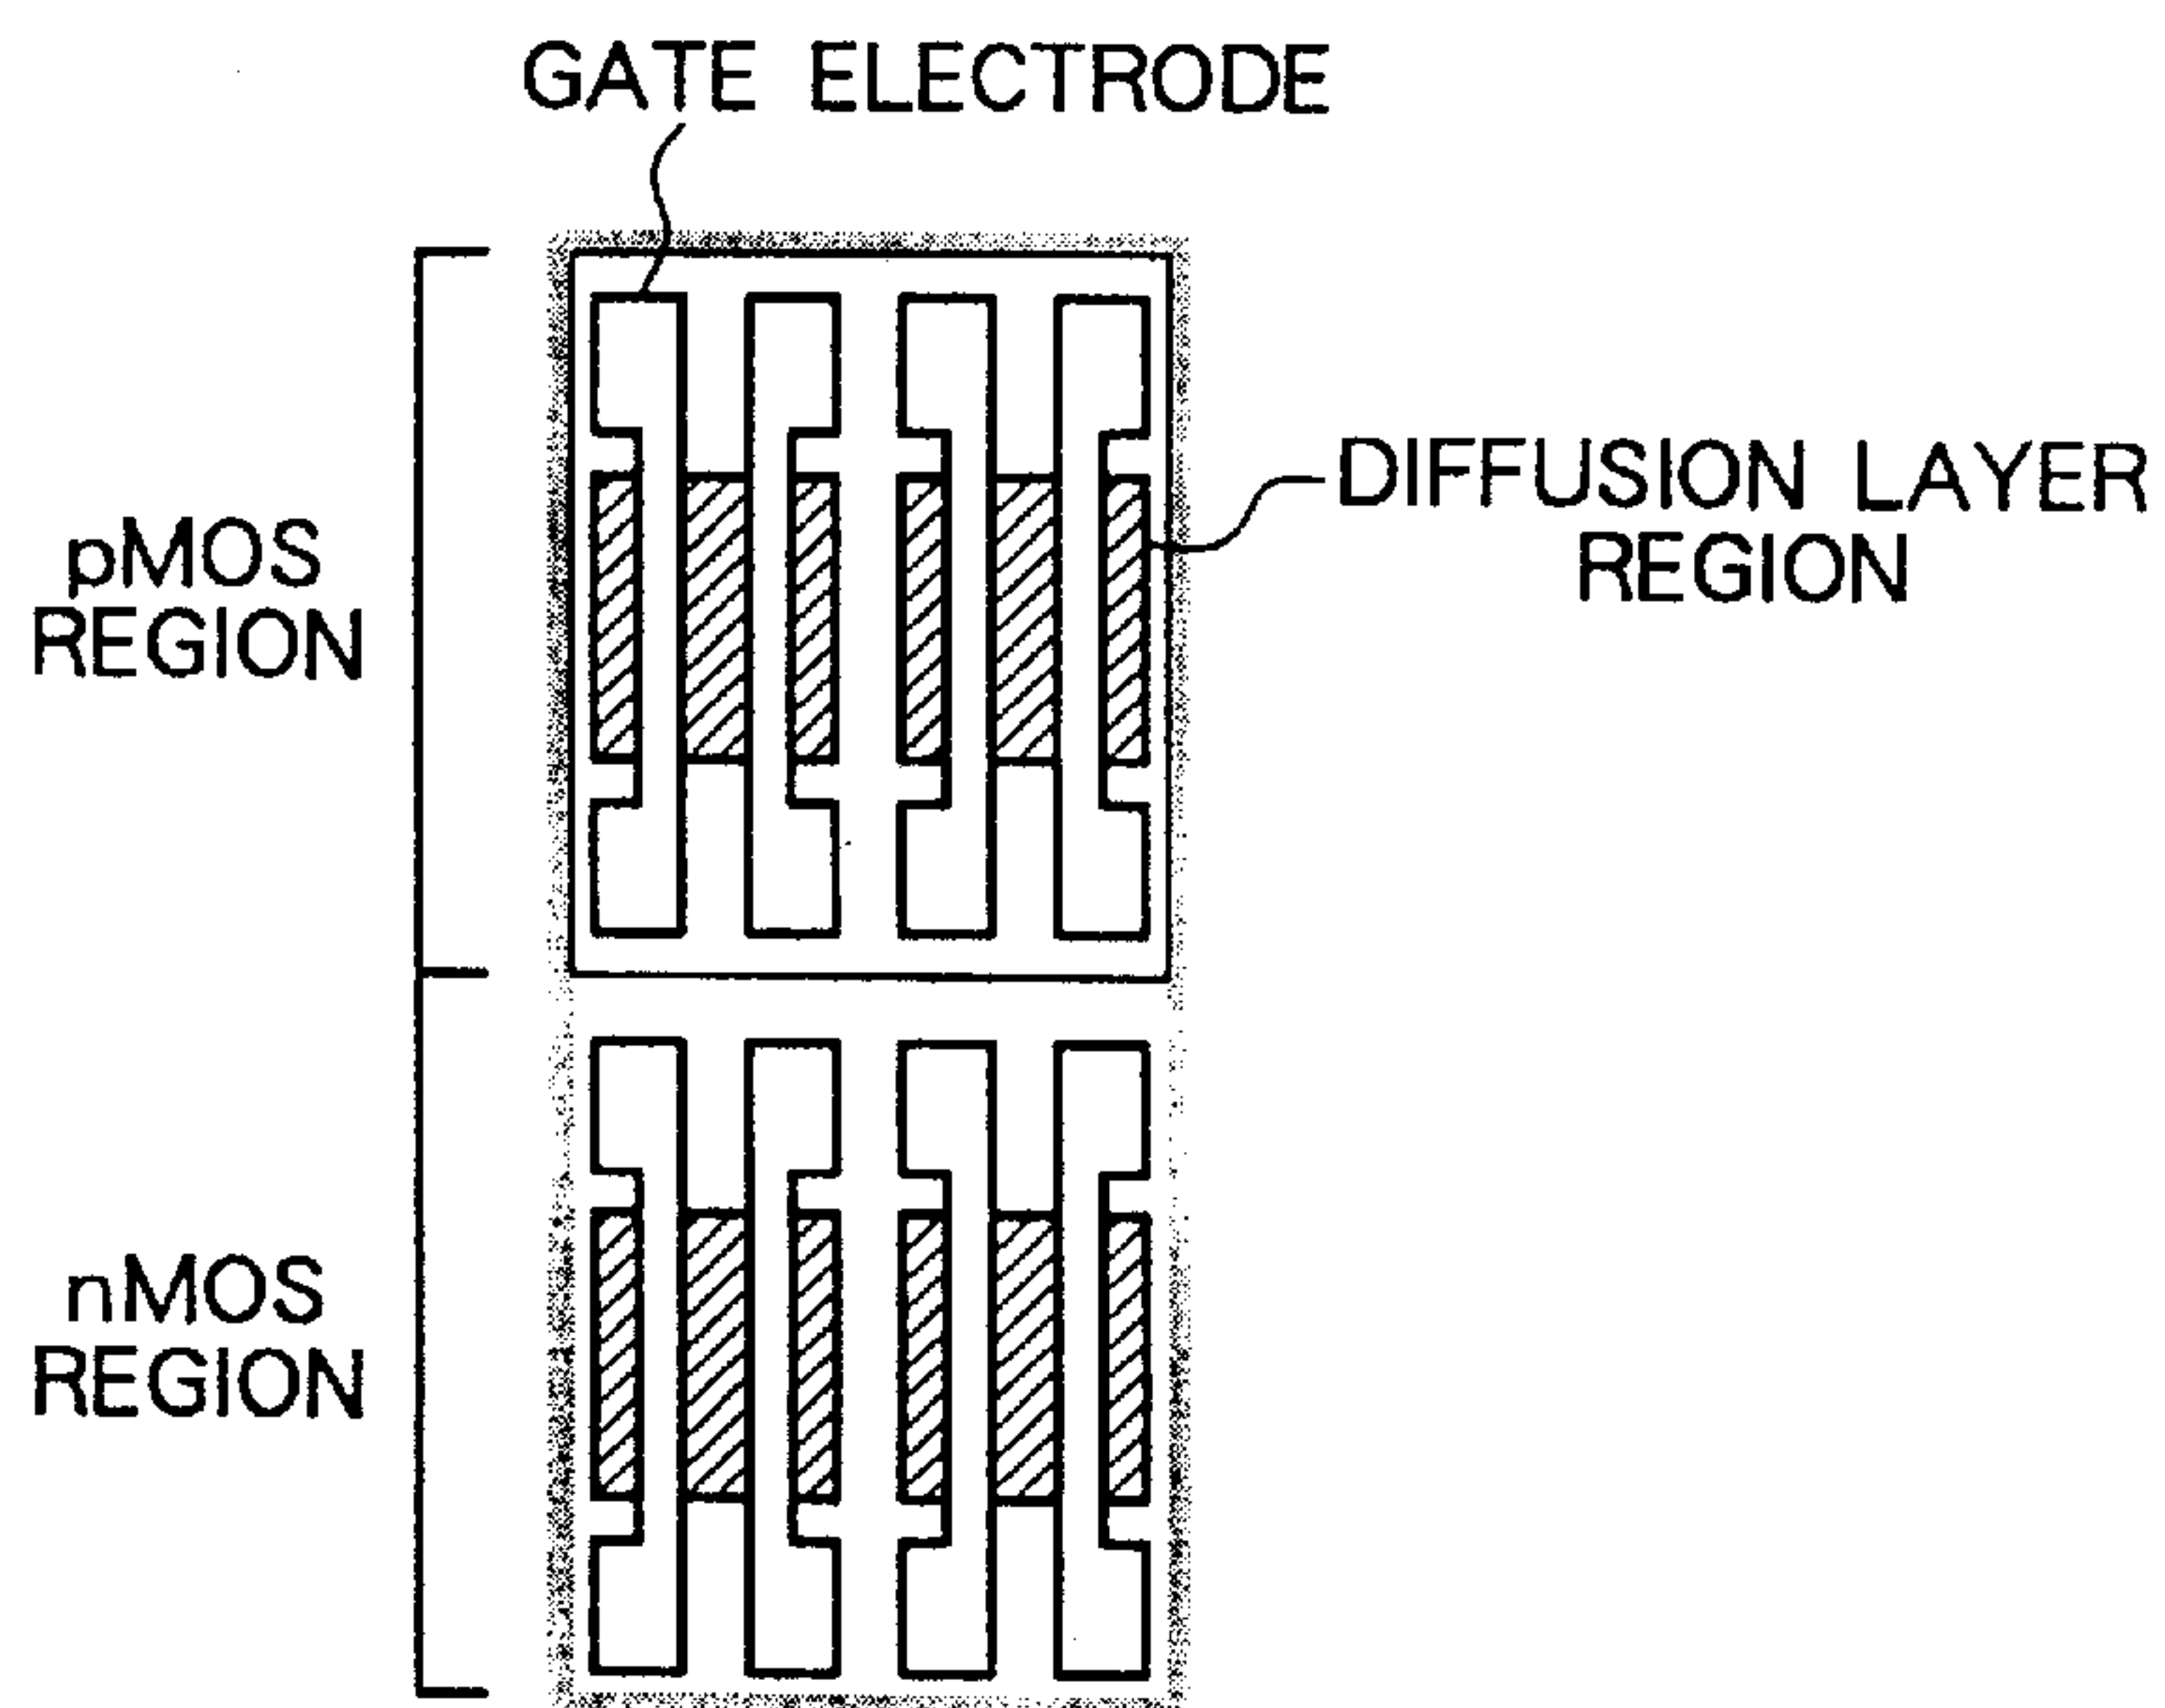 GATE ELECTRODE
DIFFUSION LAYER
REGION
pMOS
REGION
nMOS
REGION